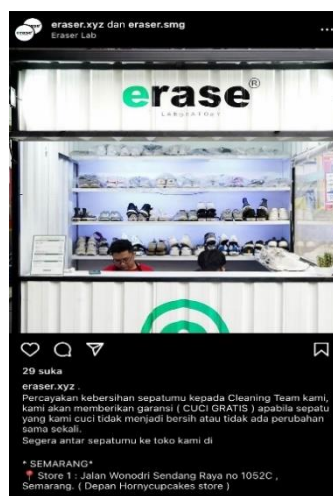 eraser.xyz dan eraser.smg
Eraser Lab
erase®
LABORATORY
29 suka
eraser.xyz .
Percayakan kebersihan sepatumu kepada Cleaning Team kami,
kami akan memberikan garansi ( CUCI GRATIS ) apabila sepatu
yang kami cuci tidak menjadi bersih atau tidak ada perubahan
sama sekali.
Segera antar sepatumu ke toko kami di
* SEMARANG*
📍 Store 1 : Jalan Wonodri Sendang Raya no 1052C ,
Semarang. ( Depan Hornycupcakes store )